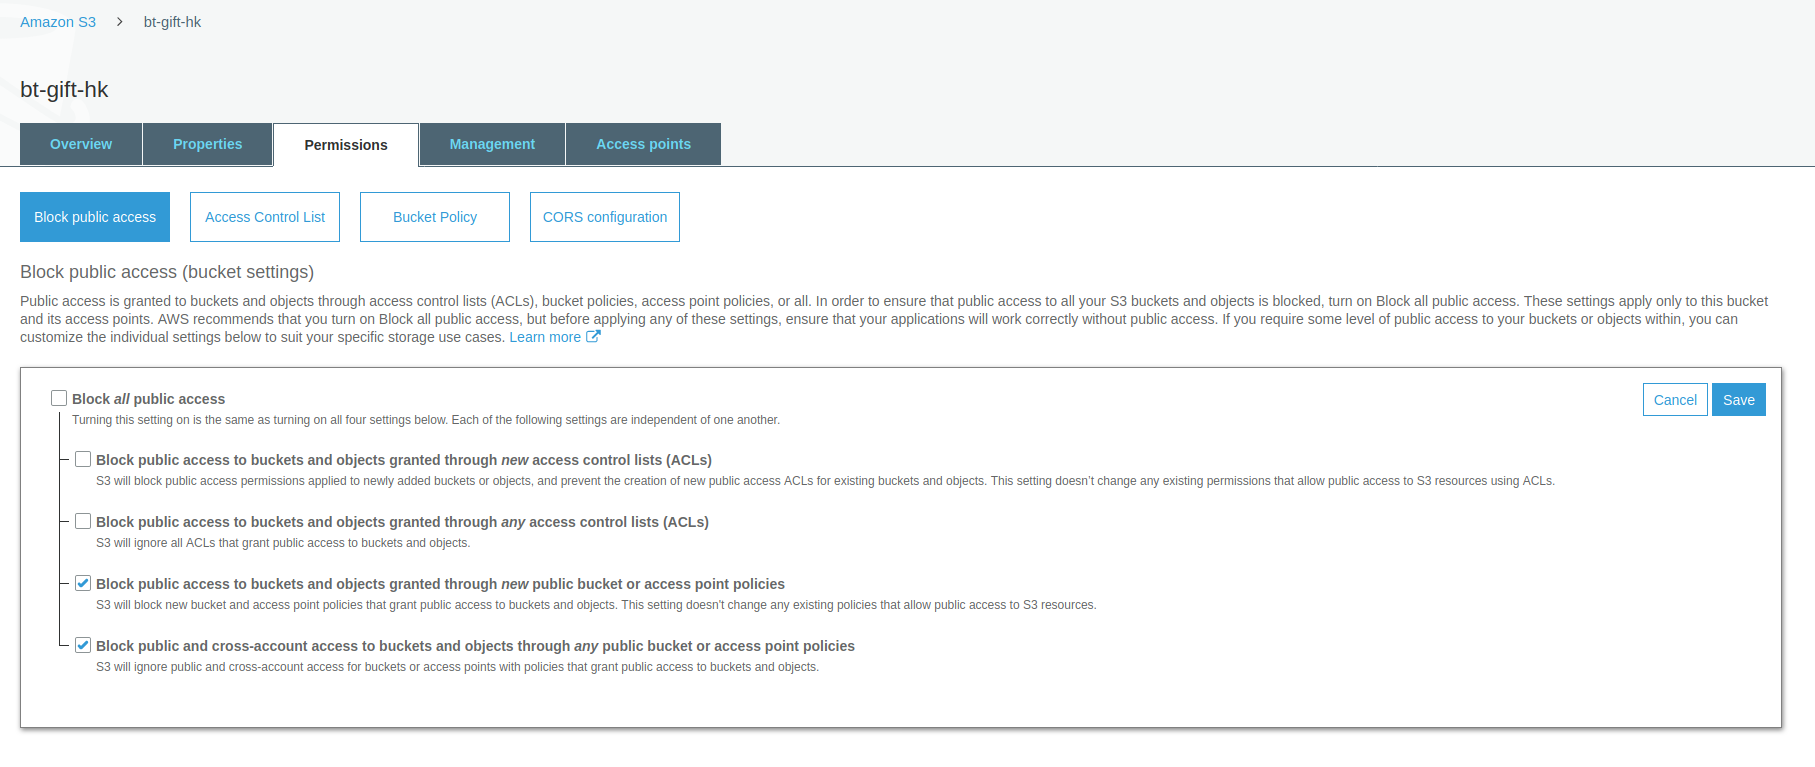 Amazon S3 > bt-gift-hk
bt-gift-hk
Overview Properties Permissions Management Access points
Block public access Access Control List Bucket Policy CORS configuration
Block public access (bucket settings)
Public access is granted to buckets and objects through access control lists (ACLs), bucket policies, access point policies, or all. In order to ensure that public access to all your S3 buckets and objects is blocked, turn on Block all public access. These settings apply only to this bucket
and its access points. AWS recommends that you turn on Block all public access, but before applying any of these settings, ensure that your applications will work correctly without public access. If you require some level of public access to your buckets or objects within, you can
customize the individual settings below to suit your specific storage use cases. Learn more
Block all public access
Cancel Save
Turning this setting on is the same as turning on all four settings below. Each of the following settings are independent of one another.
Block public access to buckets and objects granted through new access control lists (ACLs)
S3 will block public access permissions applied to newly added buckets or objects, and prevent the creation of new public access ACLs for existing buckets and objects. This setting doesn't change any existing permissions that allow public access to S3 resources using ACLs.
Block public access to buckets and objects granted through any access control lists (ACLs)
S3 will ignore all ACLs that grant public access to buckets and objects.
Block public access to buckets and objects granted through new public bucket or access point policies
S3 will block new bucket and access point policies that grant public access to buckets and objects. This setting doesn't change any existing policies that allow public access to S3 resources.
Block public and cross-account access to buckets and objects through any public bucket or access point policies
S3 will ignore public and cross-account access for buckets or access points with policies that grant public access to buckets and objects.